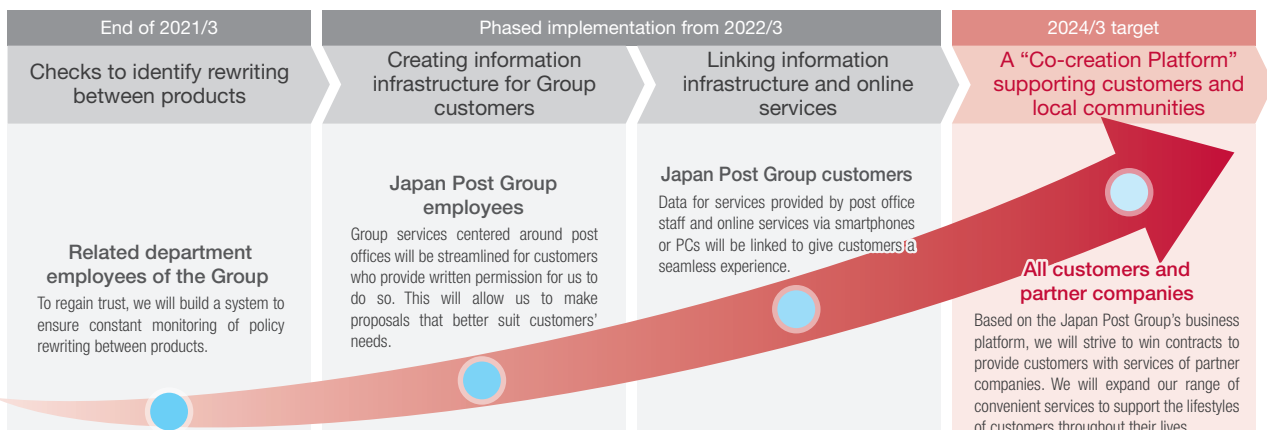 End of 2021/3
Phased implementation from 2022/3
2024/3 target
Checks to identify rewriting
between products
Creating information
infrastructure for Group
customers
Linking information
infrastructure and online
services
A “Co-creation Platform”
supporting customers and
local communities
Related department
employees of the Group
To regain trust, we will build a system to
ensure constant monitoring of policy
rewriting between products.
Japan Post Group
employees
Group services centered around post
offices will be streamlined for customers
who provide written permission for us to
do so. This will allow us to make
proposals that better suit customers’
needs.
Japan Post Group customers
Data for services provided by post office
staff and online services via smartphones
or PCs will be linked to give customers a
seamless experience.
All customers and
partner companies
Based on the Japan Post Group’s business
platform, we will strive to win contracts to
provide customers with services of partner
companies. We will expand our range of
convenient services to support the lifestyles
of customers throughout their lives.